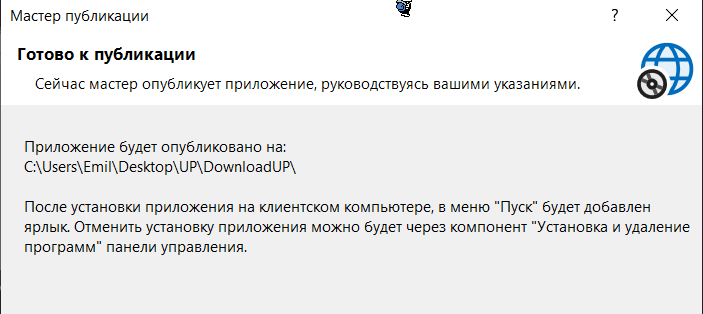 Мастер публикации
Готово к публикации
Сейчас мастер опубликует приложение, руководствуясь вашими указаниями.
Приложение будет опубликовано на:
C:\Users\Emil\Desktop\UP\DownloadUP\
После установки приложения на клиентском компьютере, в меню "Пуск" будет добавлен
ярлык. Отменить установку приложения можно будет через компонент "Установка и удаление
программ" панели управления.